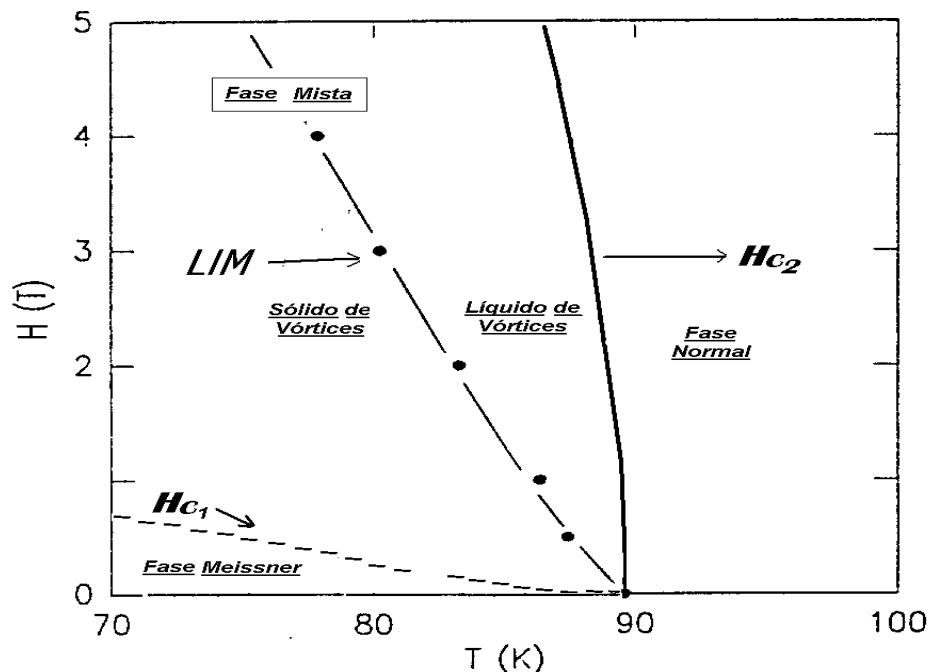 5
Fase Mista
4
LIM
3
Hc₂
Sólido de
Vórtices
Líquido de
Vórtices
Fase
Normal
H (T)
2
1
Hc₁
Fase Meissner
0
70
80
90
100
T (K)